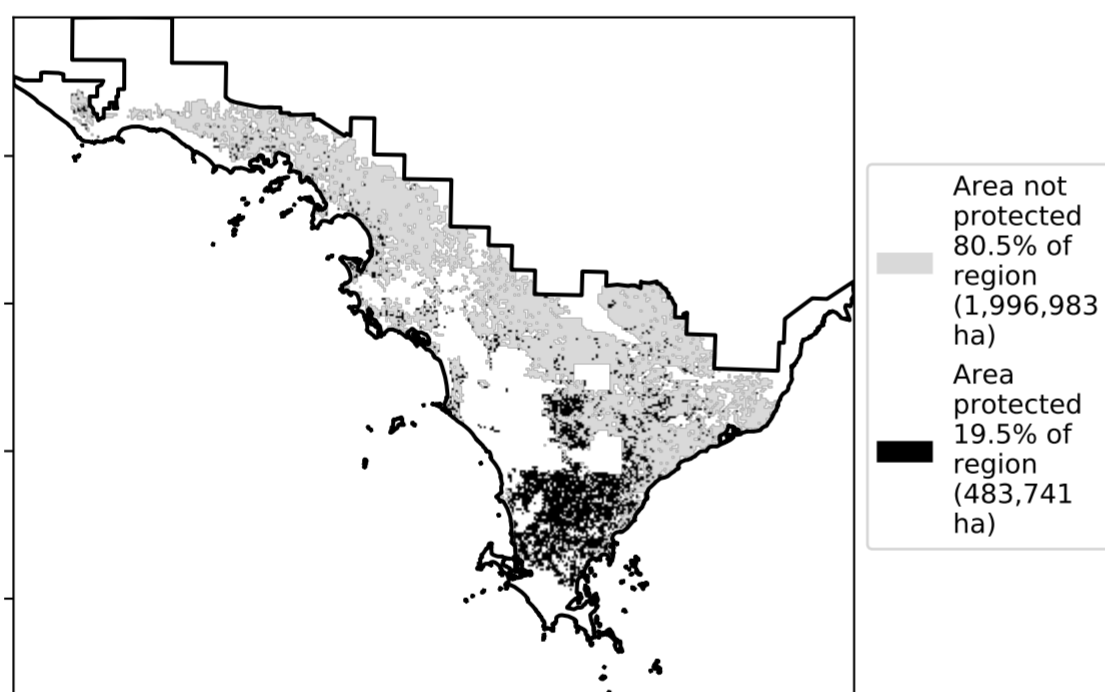 Area not
protected
80.5% of
region
(1,996,983
ha)
Area
protected
19.5% of
region
(483,741
ha)